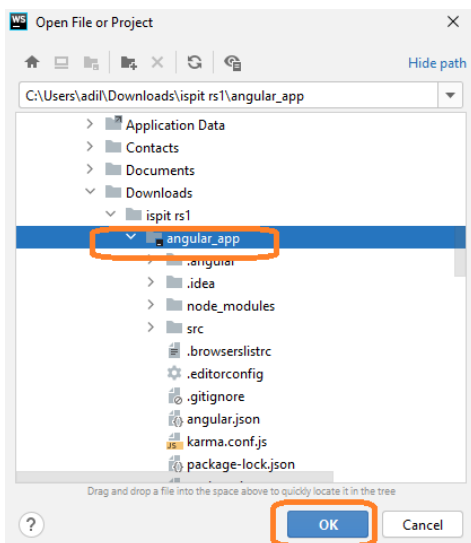 WS Open File or Project
Hide path
C:\Users\adil\Downloads\ispit rs1\angular_app
Application Data
Contacts
Documents
Downloads
ispit rs1
angular_app
.angular
.idea
node_modules
src
.browserslistrc
.editorconfig
.gitignore
angular.json
JS karma.conf.js
package-lock.json
Drag and drop a file into the space above to quickly locate it in the tree
? OK Cancel